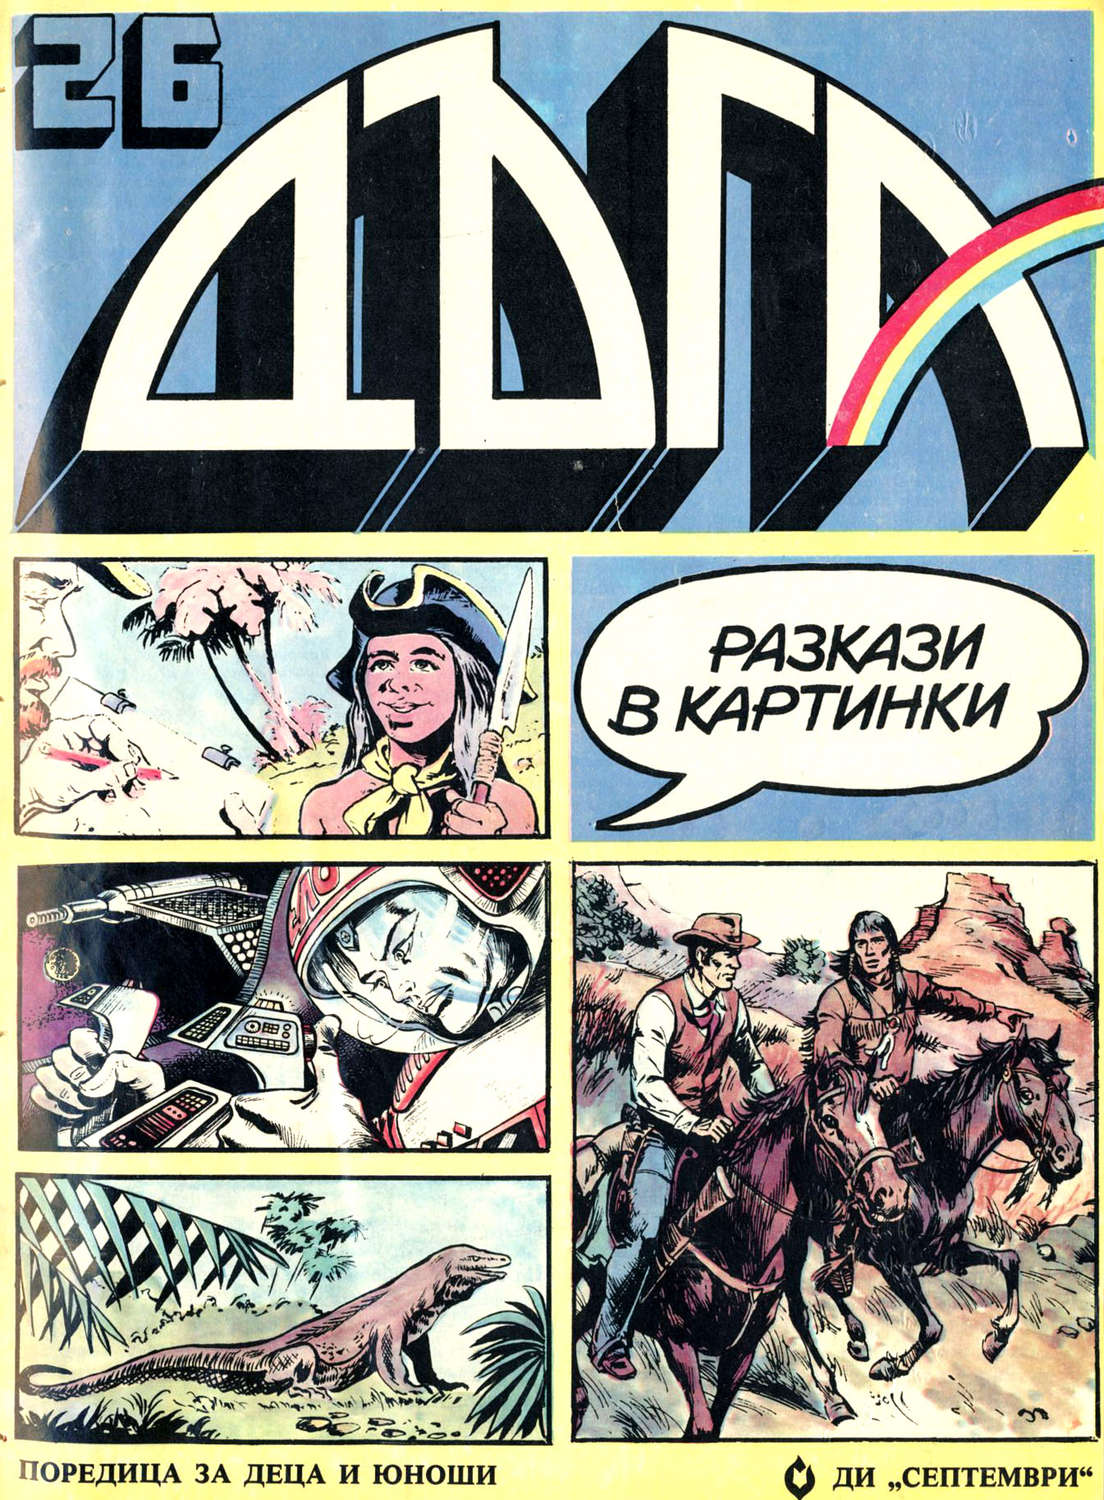 26
ДЪГА
РАЗКАЗИ
В КАРТИНКИ
ПОРЕДИЦА ЗА ДЕЦА И ЮНОШИ
ДИ „СЕПТЕМВРИ“